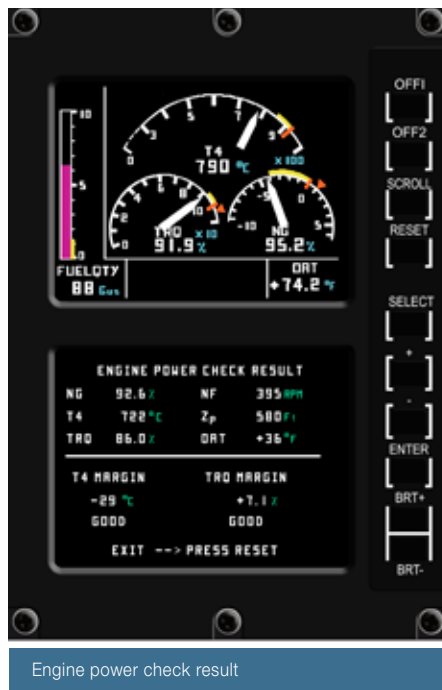 OFF1
OFF2
SCROLL
RESET
SELECT
+
-
ENTER
BRT+
BRT-
10
5
0
0 3 5 7 9
T4
790 °C x 100
0 2 4 6 8 10
TRQ x 10
91.9 %
-10 -5 0 5
NG
95.2 %
FUELQTY
88
OAT
+74.2 °F
ENGINE POWER CHECK RESULT
NG 92.6 % NF 395 RPM
T4 722 °C Zp 580 Ft
TRQ 86.0 % OAT +36 °F
T4 MARGIN TRQ MARGIN
-29 °C +7.1 %
GOOD GOOD
EXIT --> PRESS RESET
Engine power check result